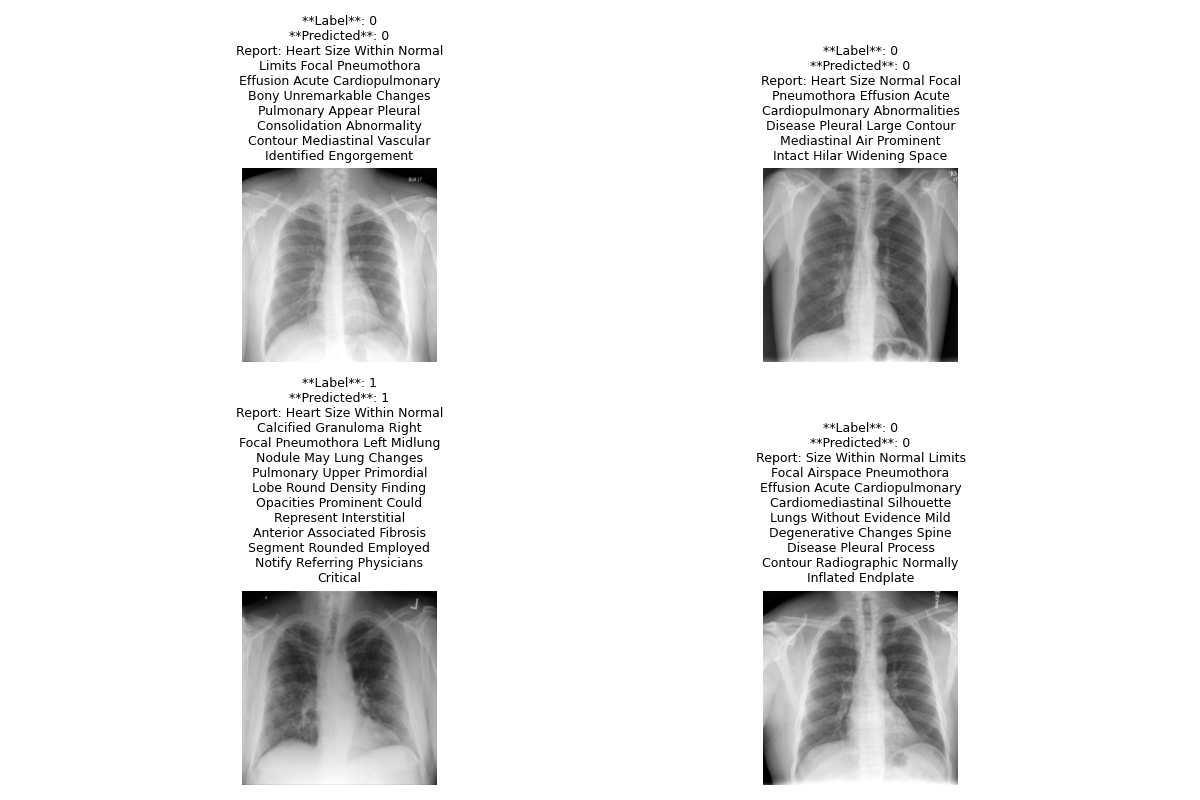 **Label**: 0
**Predicted**: 0
Report: Heart Size Within Normal
Limits Focal Pneumothora
Effusion Acute Cardiopulmonary
Bony Unremarkable Changes
Pulmonary Appear Pleural
Consolidation Abnormality
Contour Mediastinal Vascular
Identified Engorgement
**Label**: 0
**Predicted**: 0
Report: Heart Size Normal Focal
Pneumothora Effusion Acute
Cardiopulmonary Abnormalities
Disease Pleural Large Contour
Mediastinal Air Prominent
Intact Hilar Widening Space
**Label**: 1
**Predicted**: 1
Report: Heart Size Within Normal
Calcified Granuloma Right
Focal Pneumothora Left Midlung
Nodule May Lung Changes
Pulmonary Upper Primordial
Lobe Round Density Finding
Opacities Prominent Could
Represent Interstitial
Anterior Associated Fibrosis
Segment Rounded Employed
Notify Referring Physicians
Critical
L
**Label**: 0
**Predicted**: 0
Report: Size Within Normal Limits
Focal Airspace Pneumothora
Effusion Acute Cardiopulmonary
Cardiomediastinal Silhouette
Lungs Without Evidence Mild
Degenerative Changes Spine
Disease Pleural Process
Contour Radiographic Normally
Inflated Endplate